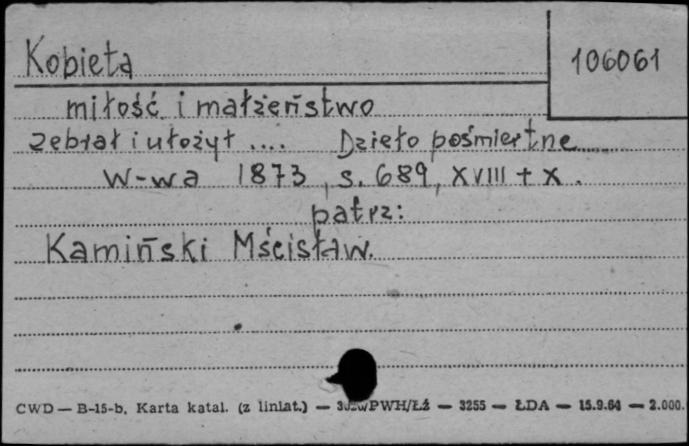 Kobieta
106061
miłość i małżeństwo
zebrał i ułożył .... Dzieło pośmiertne
W-wa 1873, s. 689, XVIII + X.
patrz:
Kamiński Mścisław.
CWD — B-15-b. Karta katal. (z liniat.) — PWH/Łź — 3255 — ŁDA — 15.9.64 — 2.000.